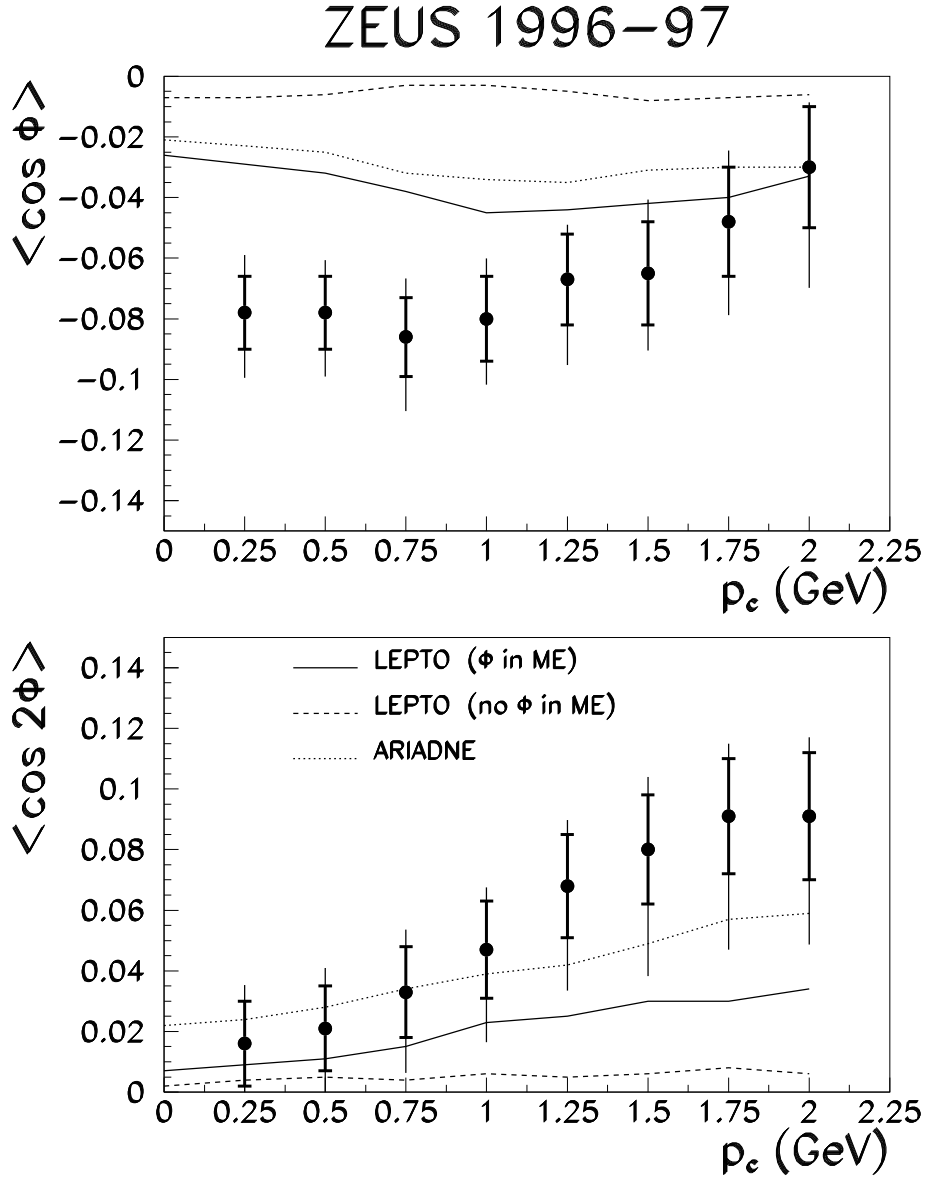 ZEUS 1996−97
<cos Φ>
0
−0.02
−0.04
−0.06
−0.08
−0.1
−0.12
−0.14
0 0.25 0.5 0.75 1 1.25 1.5 1.75 2 2.25
p_c (GeV)
<cos 2Φ>
LEPTO (Φ in ME)
LEPTO (no Φ in ME)
ARIADNE
0.14
0.12
0.1
0.08
0.06
0.04
0.02
0
0 0.25 0.5 0.75 1 1.25 1.5 1.75 2 2.25
p_c (GeV)